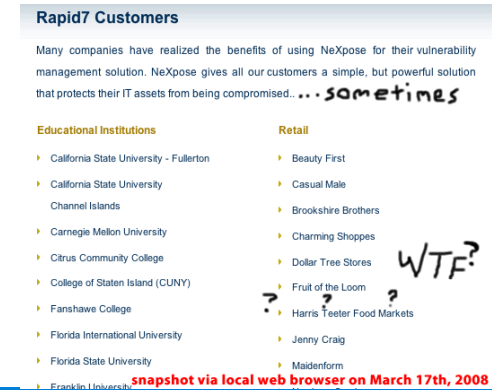 Rapid7 Customers
Many companies have realized the benefits of using NeXpose for their vulnerability
management solution. NeXpose gives all our customers a simple, but powerful solution
that protects their IT assets from being compromised.. ... sometimes
Educational Institutions
California State University - Fullerton
California State University
Channel Islands
Carnegie Mellon University
Citrus Community College
College of Staten Island (CUNY)
Fanshawe College
Florida International University
Florida State University
Franklin University
Retail
Beauty First
Casual Male
Brookshire Brothers
Charming Shoppes
Dollar Tree Stores
WTF?
Fruit of the Loom
? ? ?
Harris Teeter Food Markets
Jenny Craig
Maidenform
snapshot via local web browser on March 17th, 2008